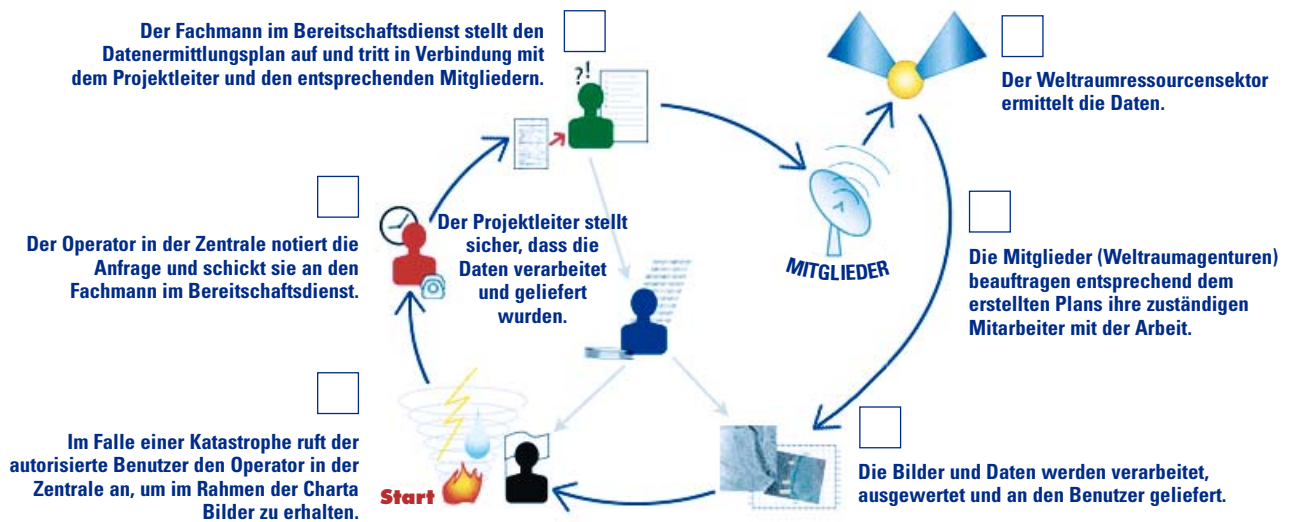 Der Fachmann im Bereitschaftsdienst stellt den
Datenermittlungsplan auf und tritt in Verbindung mit
dem Projektleiter und den entsprechenden Mitgliedern.
?!
Der Weltraumressourcensektor
ermittelt die Daten.
Der Operator in der Zentrale notiert die
Anfrage und schickt sie an den
Fachmann im Bereitschaftsdienst.
Der Projektleiter stellt
sicher, dass die
Daten verarbeitet
und geliefert
wurden.
MITGLIEDER
Die Mitglieder (Weltraumagenturen)
beauftragen entsprechend dem
erstellten Plans ihre zuständigen
Mitarbeiter mit der Arbeit.
Im Falle einer Katastrophe ruft der
autorisierte Benutzer den Operator in der
Zentrale an, um im Rahmen der Charta
Bilder zu erhalten.
Start
Die Bilder und Daten werden verarbeitet,
ausgewertet und an den Benutzer geliefert.